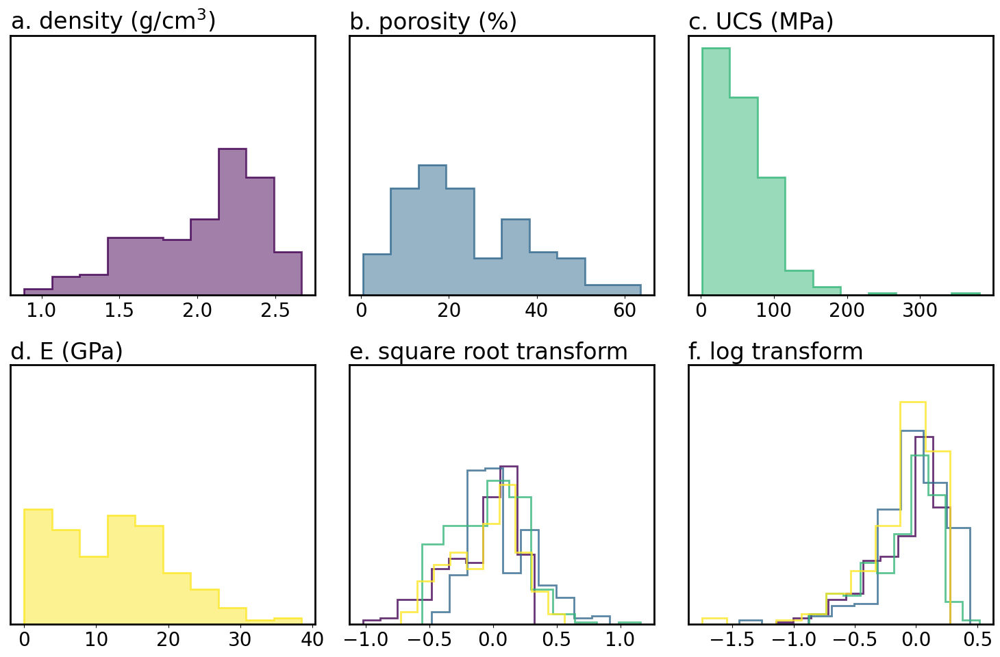 a. density (g/cm³)
b. porosity (%)
c. UCS (MPa)
1.0 1.5 2.0 2.5
0 20 40 60
0 100 200 300
d. E (GPa)
e. square root transform
f. log transform
0 10 20 30 40
−1.0 −0.5 0.0 0.5 1.0
−1.5 −1.0 −0.5 0.0 0.5